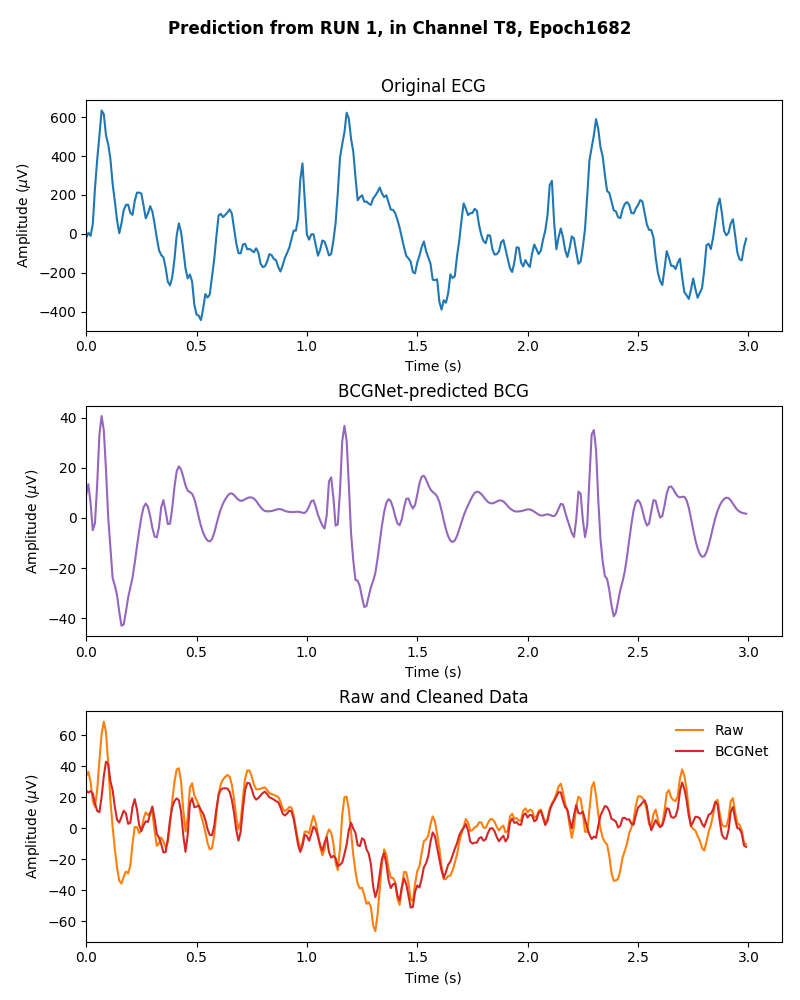 Prediction from RUN 1, in Channel T8, Epoch1682
Original ECG
Amplitude (μV)
600
400
200
0
−200
−400
0.0 0.5 1.0 1.5 2.0 2.5 3.0
Time (s)
BCGNet-predicted BCG
Amplitude (μV)
40
20
0
−20
−40
0.0 0.5 1.0 1.5 2.0 2.5 3.0
Time (s)
Raw and Cleaned Data
Amplitude (μV)
60
40
20
0
−20
−40
−60
Raw
BCGNet
0.0 0.5 1.0 1.5 2.0 2.5 3.0
Time (s)